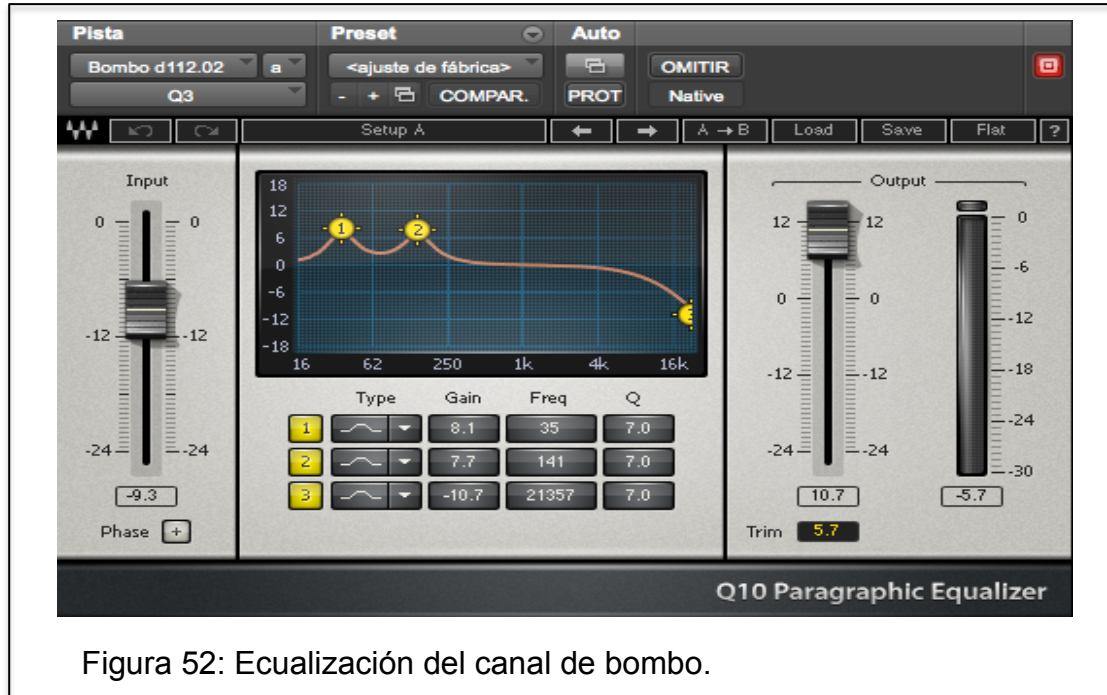 Pista Preset Auto
Bombo d112.02 a <ajuste de fábrica> OMITIR
Q3 - + COMPAR. PROT Native
Setup A A → B Load Save Flat ?
Input
0 0
-12 -12
-24 -24
-9.3
Phase +
18
12
6
0
-6
-12
-18
16 62 250 1k 4k 16k
1 2 3
Type Gain Freq Q
1 8.1 35 7.0
2 7.7 141 7.0
3 -10.7 21357 7.0
Output
12 12
0 0
-12 -12
-24 -24
10.7
Trim 5.7
0
-6
-12
-18
-24
-30
-5.7
Q10 Paragraphic Equalizer
Figura 52: Ecualización del canal de bombo.